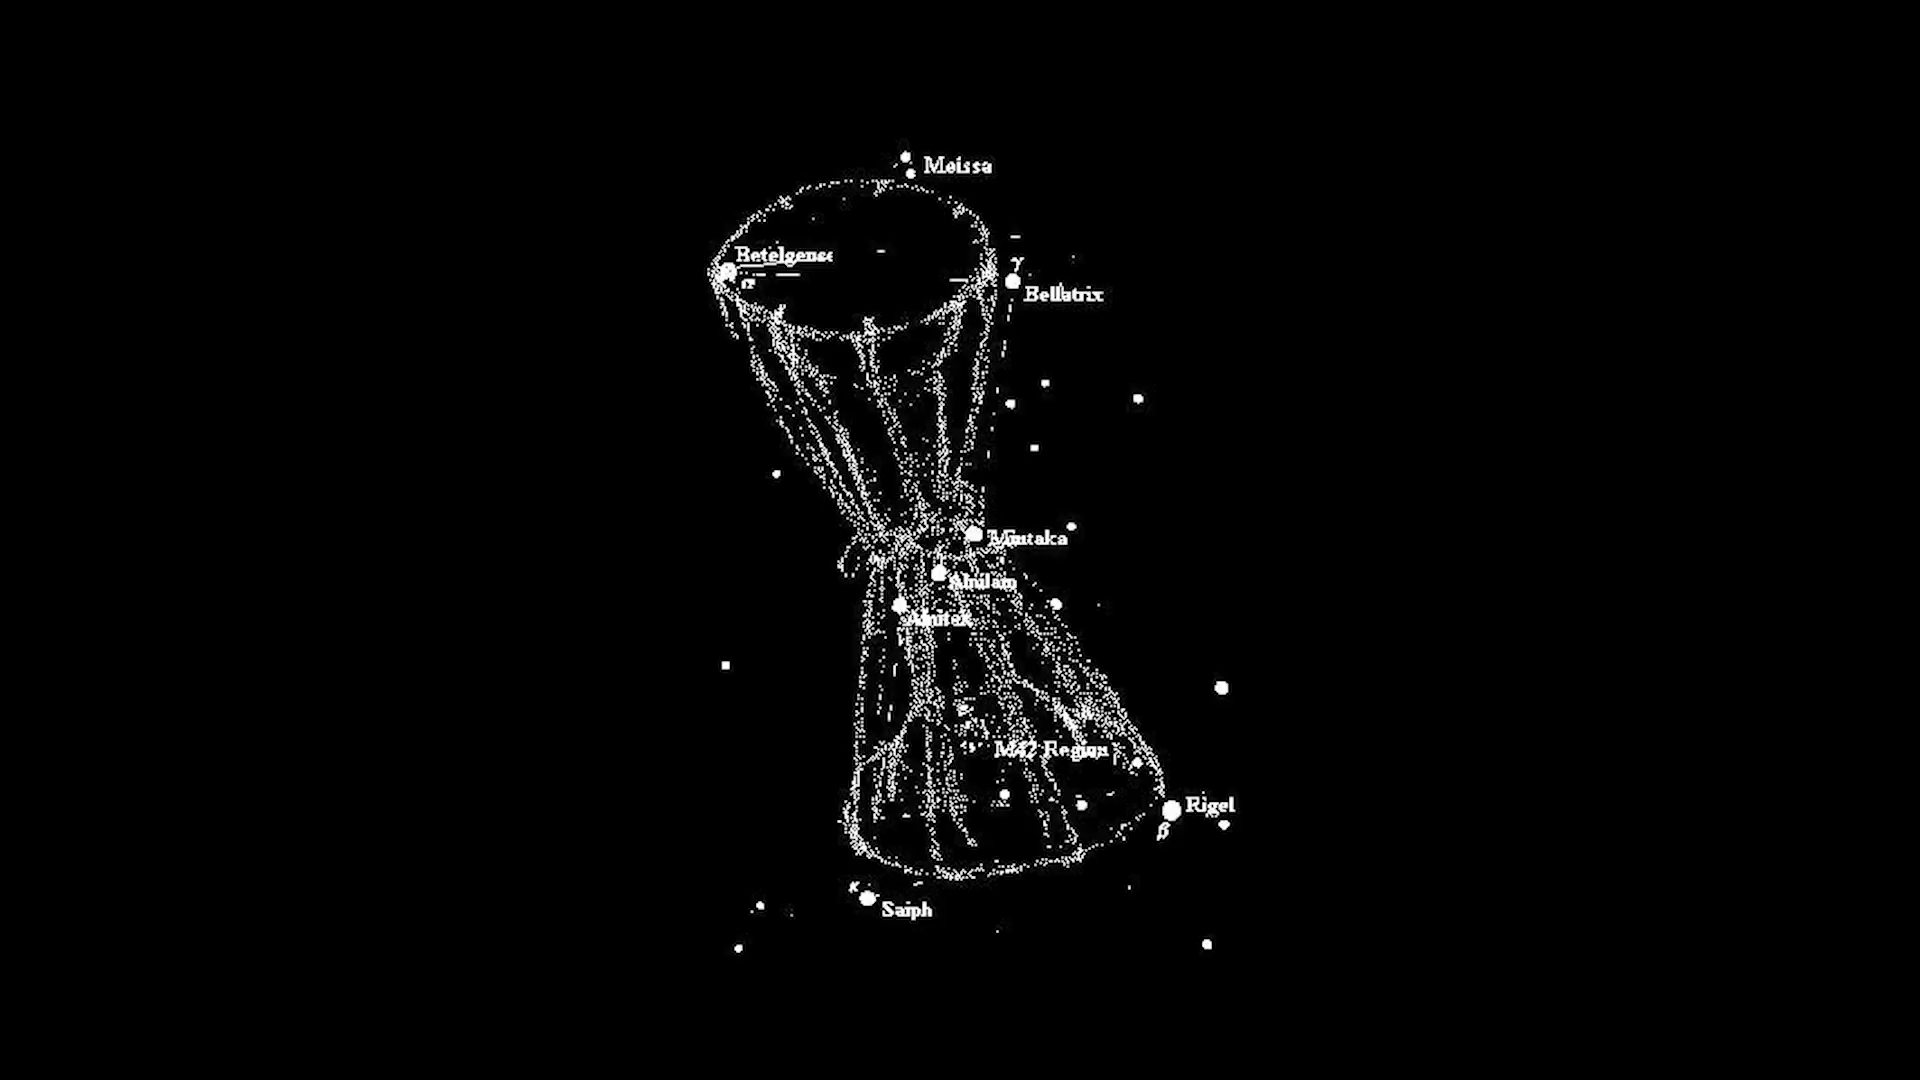 Meissa
Betelgeuse
α
γ
Bellatrix
Mintaka
Alnilam
Alnitak
M42 Region
Rigel
β
κ
Saiph